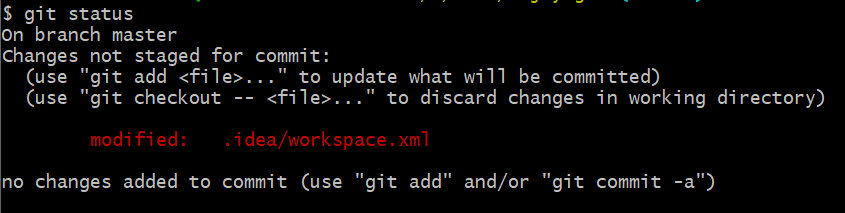 $ git status
On branch master
Changes not staged for commit:
  (use "git add <file>..." to update what will be committed)
  (use "git checkout -- <file>..." to discard changes in working directory)
        modified:   .idea/workspace.xml
no changes added to commit (use "git add" and/or "git commit -a")